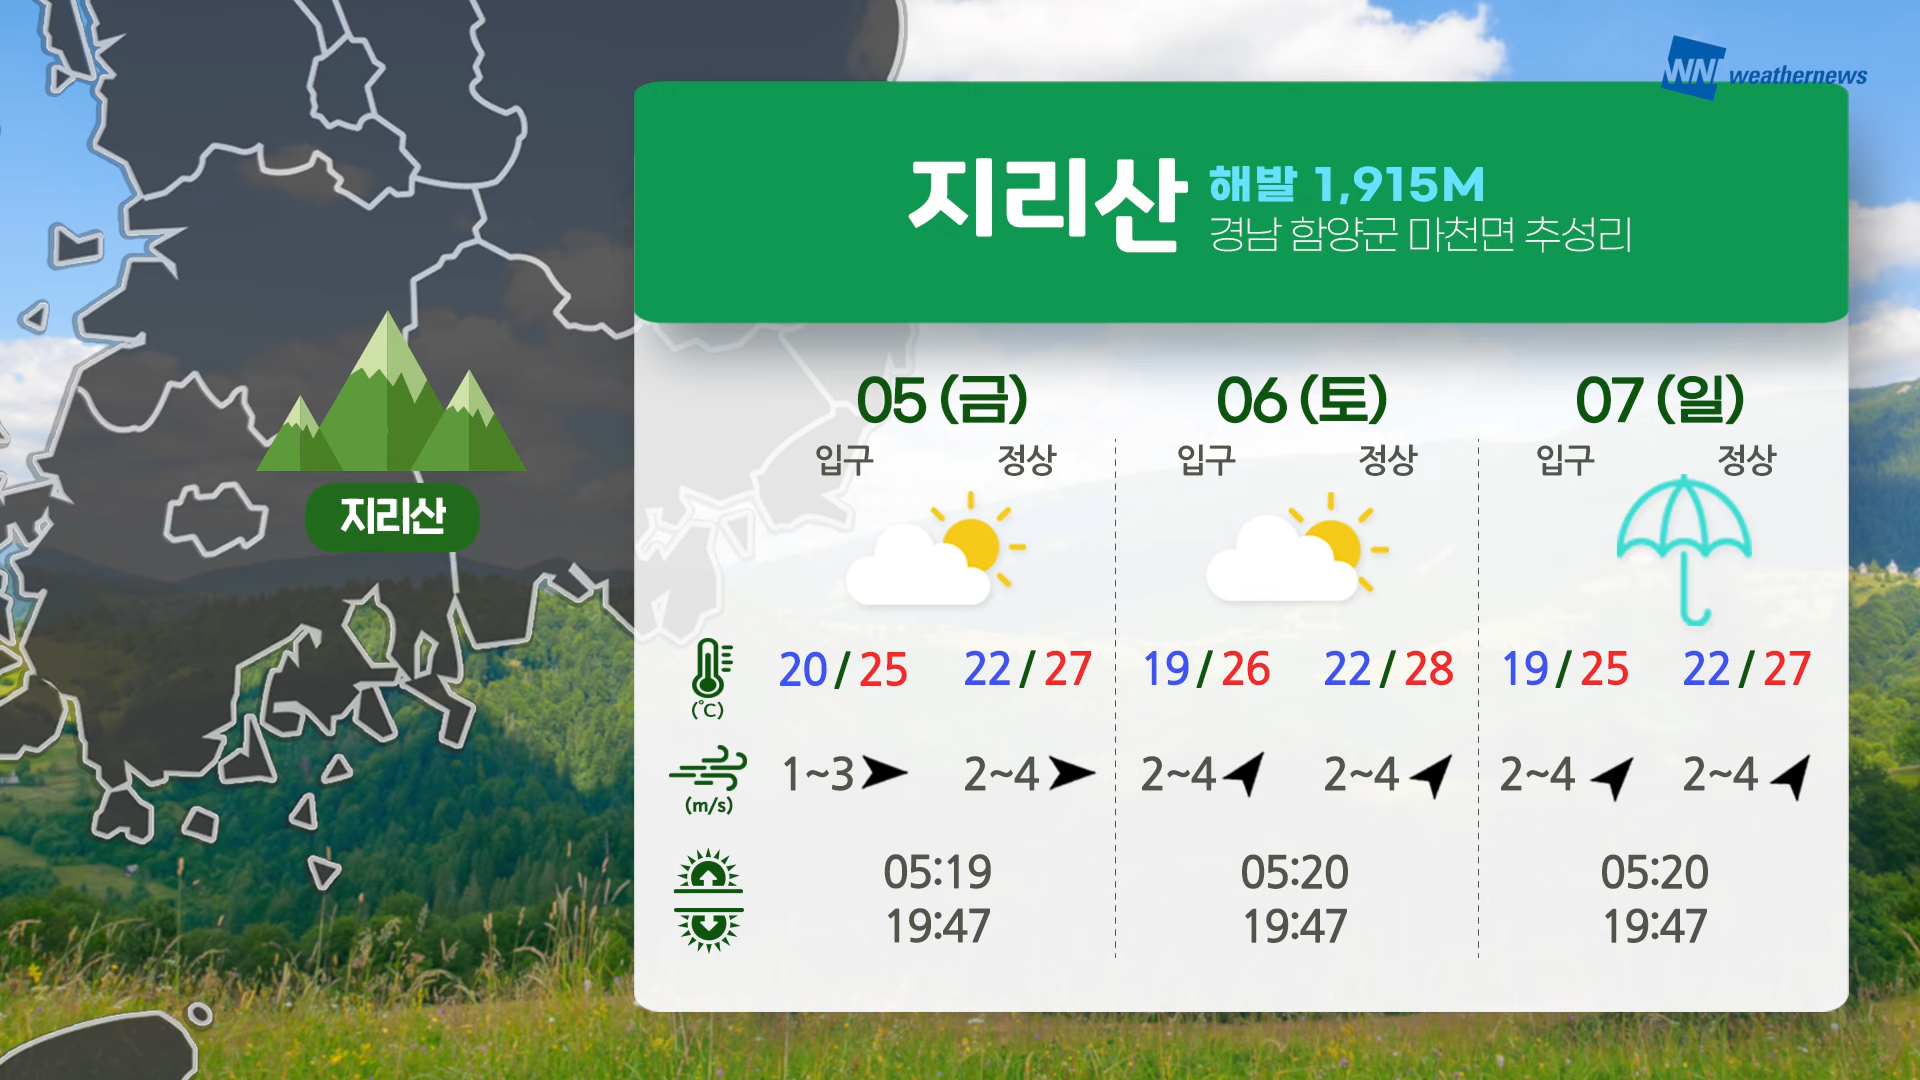 WN weathernews
지리산 해발 1,915M
경남 함양군 마천면 추성리
지리산
05 (금) 06 (토) 07 (일)
입구 정상 입구 정상 입구 정상
(℃) 20/25 22/27 19/26 22/28 19/25 22/27
(m/s) 1~3 2~4 2~4 2~4 2~4 2~4
05:19 05:20 05:20
19:47 19:47 19:47